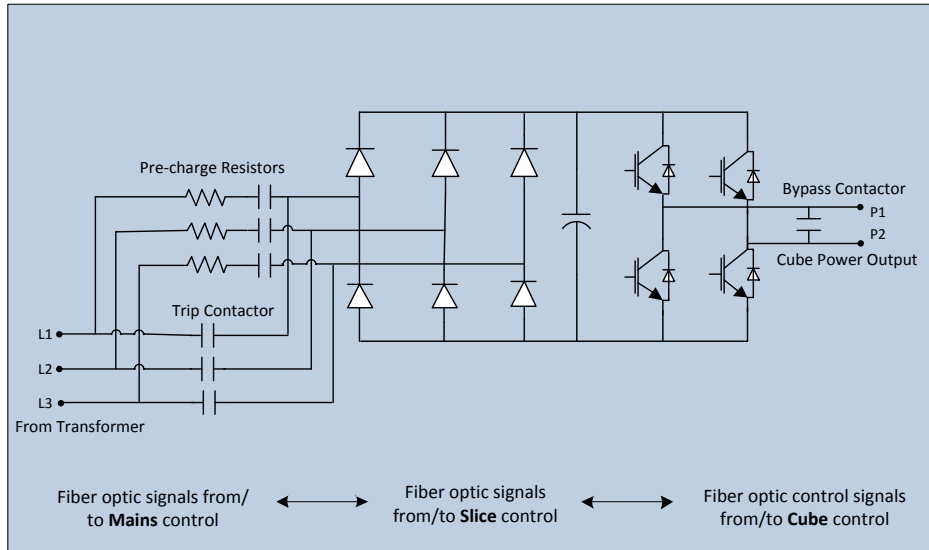 Pre-charge Resistors
Bypass Contactor
P1
P2
Cube Power Output
Trip Contactor
L1
L2
L3
From Transformer
Fiber optic signals from/
to Mains control
Fiber optic signals
from/to Slice control
Fiber optic control signals
from/to Cube control